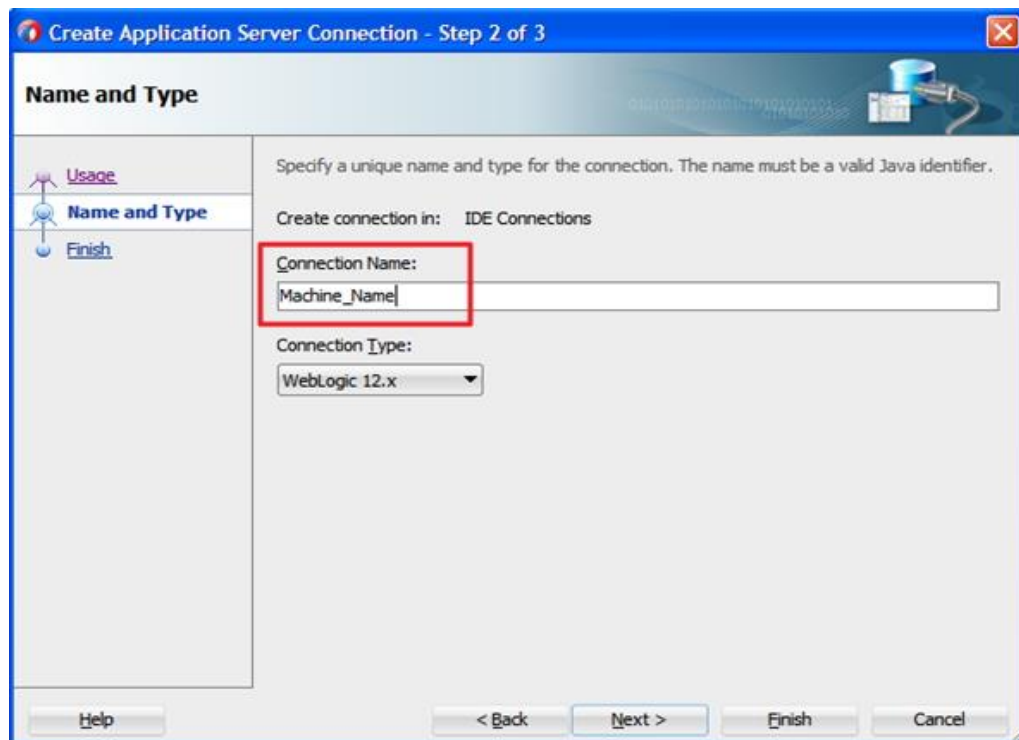 Create Application Server Connection - Step 2 of 3
Name and Type
Usage
Name and Type
Finish
Specify a unique name and type for the connection. The name must be a valid Java identifier.
Create connection in: IDE Connections
Connection Name:
Machine_Name
Connection Type:
WebLogic 12.x
Help
< Back
Next >
Finish
Cancel